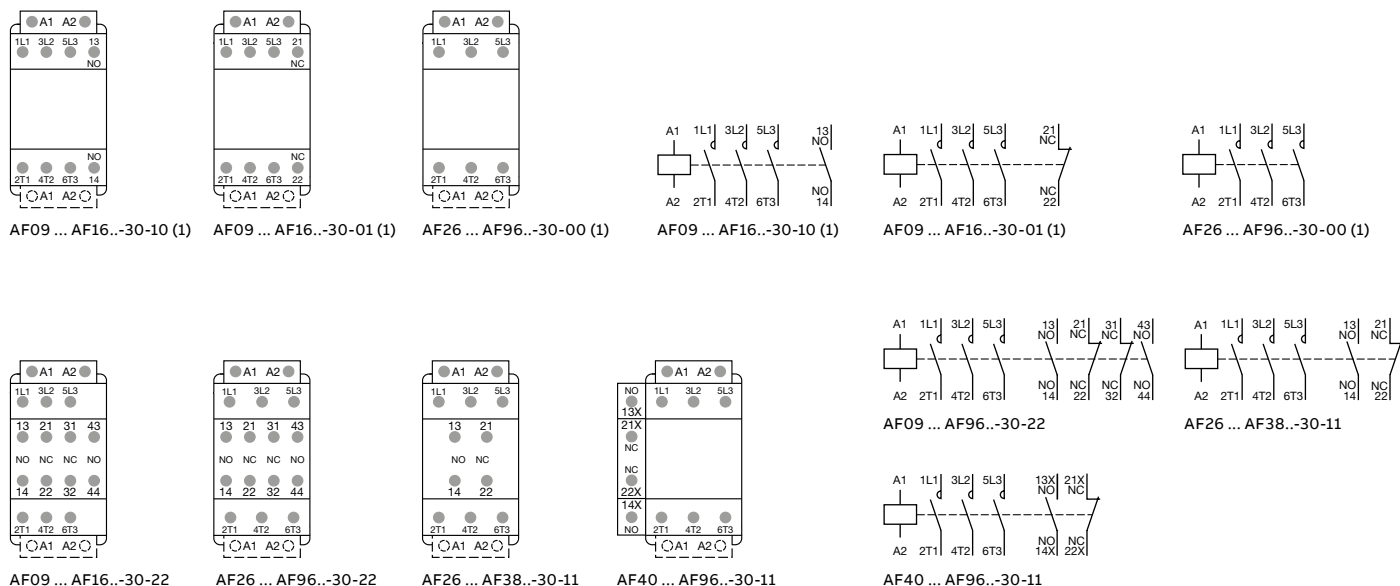 A1 A2 A1 A2 A1 A2
1L1 3L2 5L3 13 1L1 3L2 5L3 21 1L1 3L2 5L3
NO NC
A1 1L1 3L2 5L3 13 NO A1 1L1 3L2 5L3 21 NC A1 1L1 3L2 5L3
NO NC
2T1 4T2 6T3 14 2T1 4T2 6T3 22 2T1 4T2 6T3
A2 2T1 4T2 6T3 NO 14 A2 2T1 4T2 6T3 NC 22 A2 2T1 4T2 6T3
A1 A2 A1 A2 A1 A2
AF09 ... AF16..-30-10 (1) AF09 ... AF16..-30-01 (1) AF26 ... AF96..-30-00 (1) AF09 ... AF16..-30-10 (1) AF09 ... AF16..-30-01 (1) AF26 ... AF96..-30-00 (1)
A1 1L1 3L2 5L3 13 NO 21 NC 31 NC 43 NO A1 1L1 3L2 5L3 13 NO 21 NC
A2 2T1 4T2 6T3 NO 14 NC 22 NC 32 NO 44 A2 2T1 4T2 6T3 NO 14 NC 22
AF09 ... AF96..-30-22 AF26 ... AF38..-30-11
A1 A2 A1 A2 A1 A2 A1 A2
1L1 3L2 5L3 1L1 3L2 5L3 1L1 3L2 5L3 NO 1L1 3L2 5L3
13X
13 21 31 43 13 21 31 43 13 21 21X
NC
NO NC NC NO NO NC NC NO NO NC
NC
14 22 32 44 14 22 32 44 14 22 22X
14X
2T1 4T2 6T3 2T1 4T2 6T3 2T1 4T2 6T3 NO 2T1 4T2 6T3
A1 A2 A1 A2 A1 A2 A1 A2
A1 1L1 3L2 5L3 13X NO 21X NC
A2 2T1 4T2 6T3 NO 14X NC 22X
AF09 ... AF16..-30-22 AF26 ... AF96..-30-22 AF26 ... AF38..-30-11 AF40 ... AF96..-30-11 AF40 ... AF96..-30-11